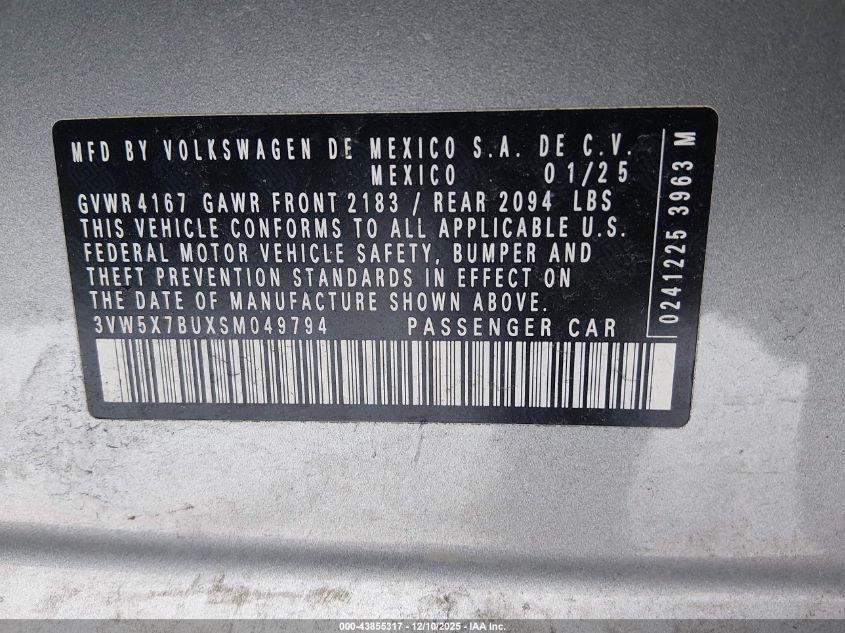 MFD BY VOLKSWAGEN DE MEXICO S.A. DE C.V.
MEXICO 01/25
GVWR 4167 GAWR FRONT 2183 / REAR 2094 LBS
THIS VEHICLE CONFORMS TO ALL APPLICABLE U.S.
FEDERAL MOTOR VEHICLE SAFETY, BUMPER AND
THEFT PREVENTION STANDARDS IN EFFECT ON
THE DATE OF MANUFACTURE SHOWN ABOVE.
3VW5X7BUXSM049794 PASSENGER CAR
0241225 3963 M
000-43855317 - 12/10/2025 - IAA Inc.